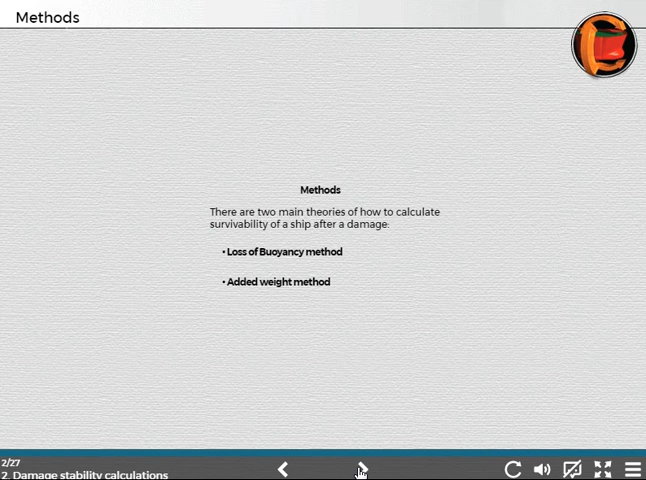 Methods
Methods
There are two main theories of how to calculate
survivability of a ship after a damage:
• Loss of Buoyancy method
• Added weight method
2/27
2. Damage stability calculations